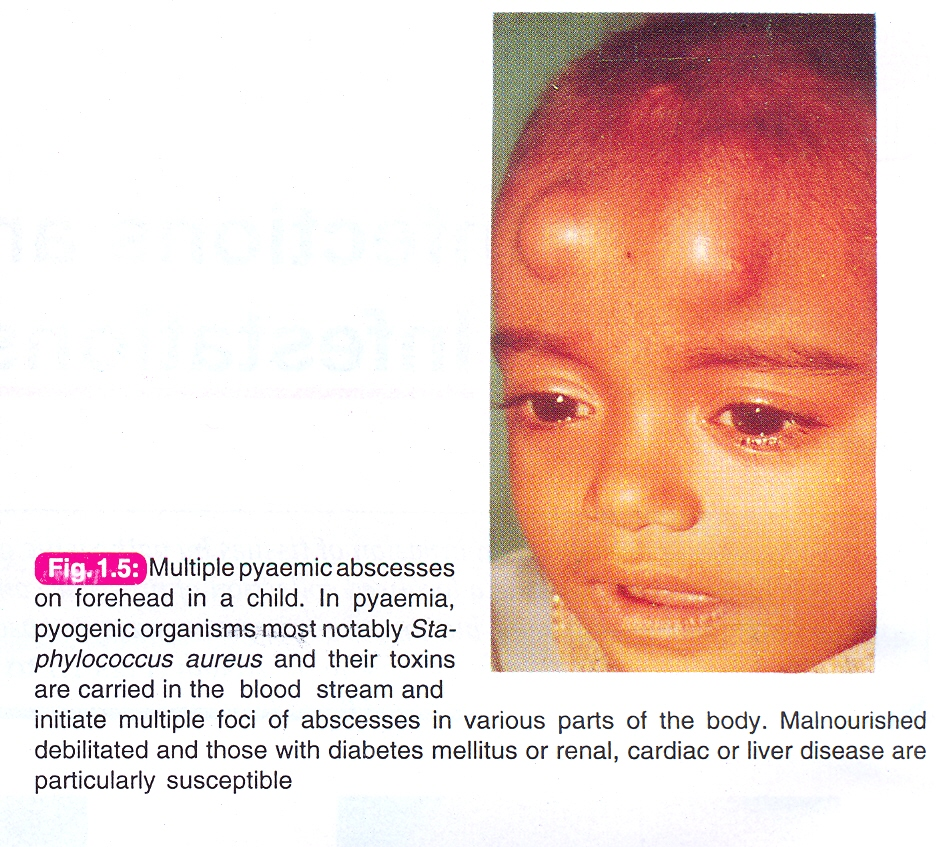 Fig.1.5: Multiple pyaemic abscesses
on forehead in a child. In pyaemia,
pyogenic organisms most notably Sta-
phylococcus aureus and their toxins
are carried in the blood stream and
initiate multiple foci of abscesses in various parts of the body. Malnourished
debilitated and those with diabetes mellitus or renal, cardiac or liver disease are
particularly susceptible